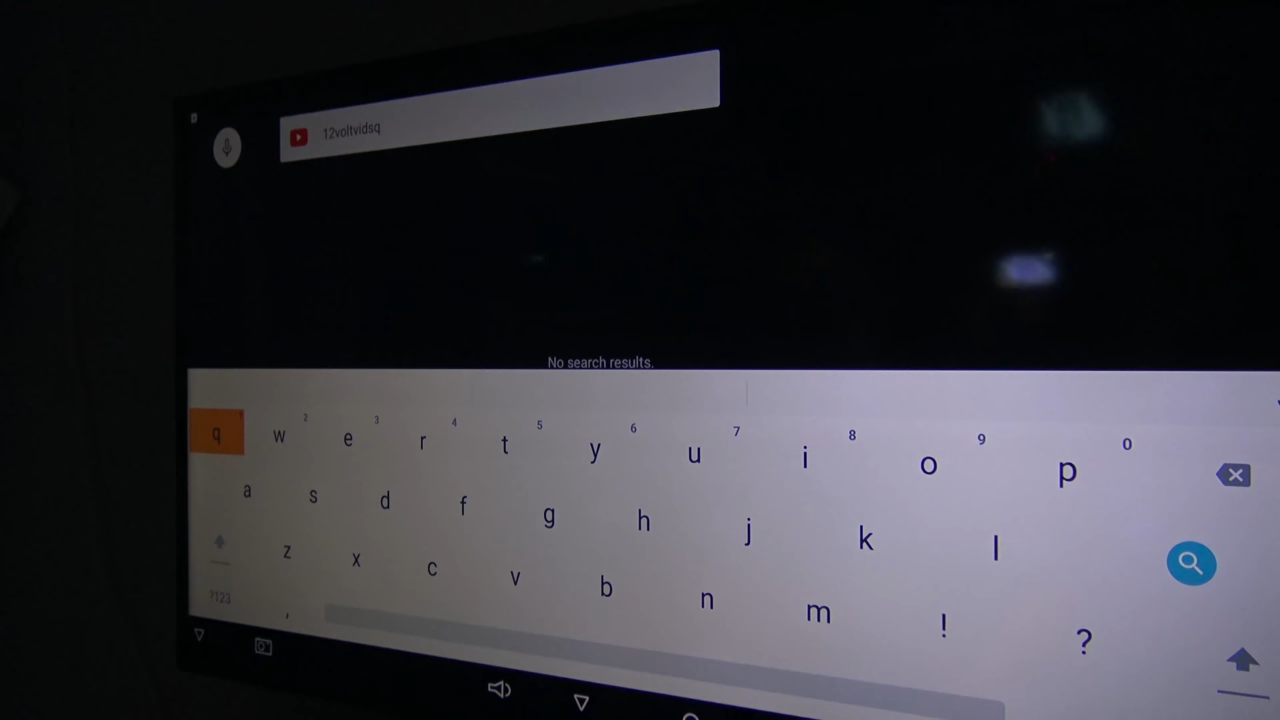 12voltvidsq
No search results.
q w 2 e 3 r 4 t 5 y 6 u 7 i 8 o 9 p 0
a s d f g h j k l
z x c v b n m ! ?
?123 ,